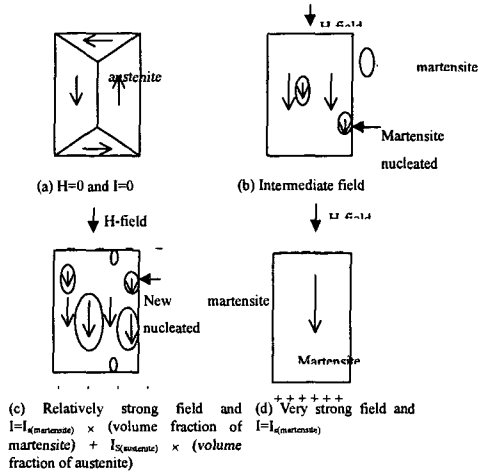 austenite
(a) H=0 and I=0
martensite
Martensite
nucleated
(b) Intermediate field
H-field
New martensite
nucleated
(c) Relatively strong field and
I=Is(martensite) × (volume fraction of
martensite) + IS(austenite) × (volume
fraction of austenite)
Martensite
++++++
(d) Very strong field and
I=Is(martensite)